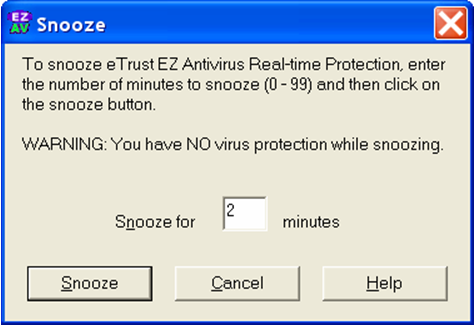 EZ
AV
Snooze
To snooze eTrust EZ Antivirus Real-time Protection, enter
the number of minutes to snooze (0 - 99) and then click on
the snooze button.
WARNING: You have NO virus protection while snoozing.
Snooze for 2 minutes
Snooze Cancel Help